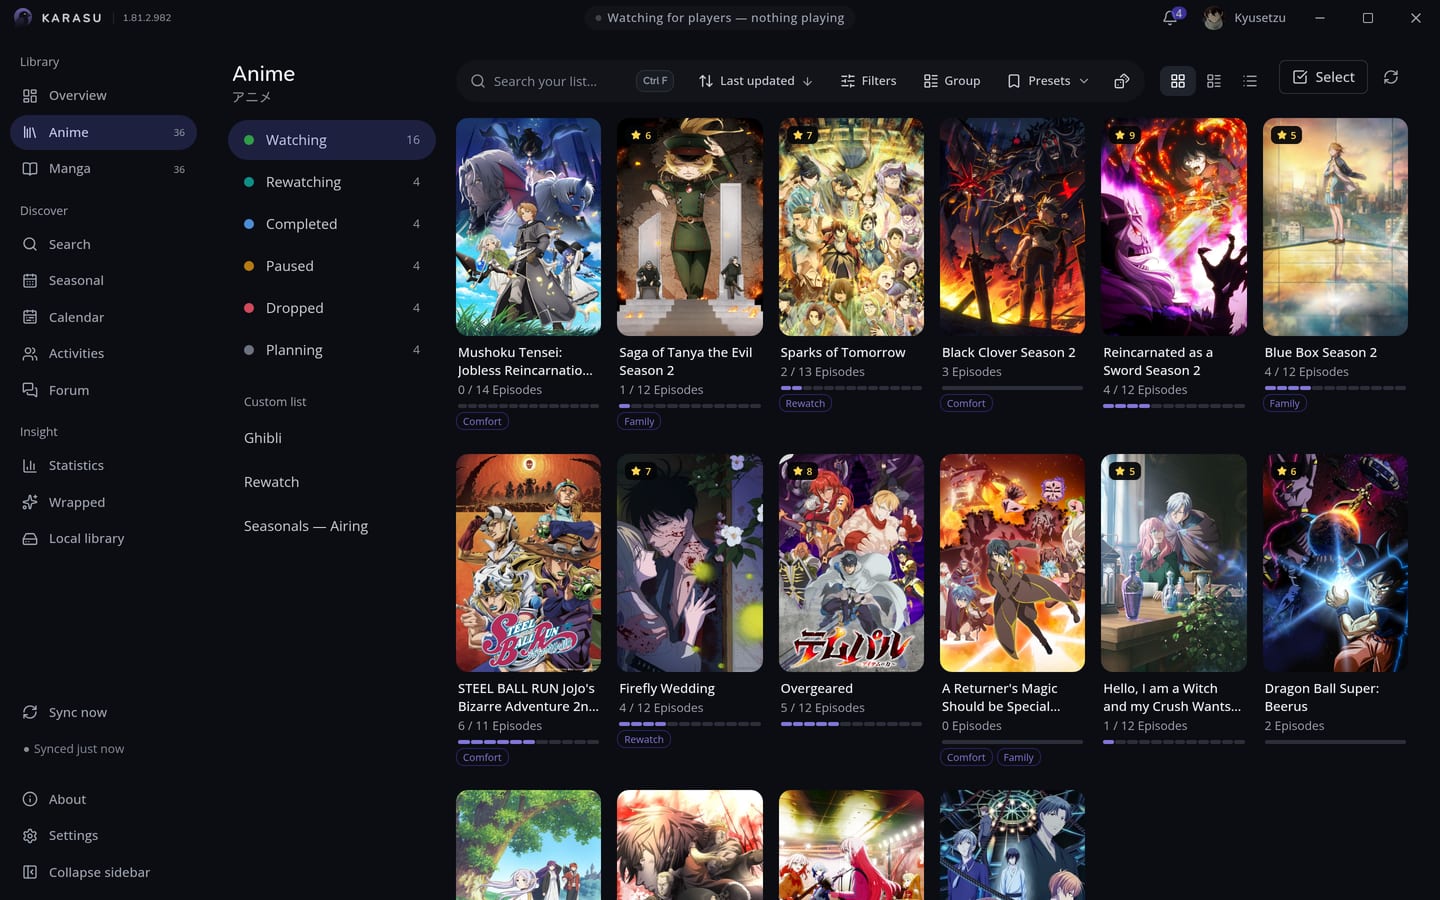 KARASU
1.81.2.982
Watching for players — nothing playing
4
Kyusetzu
Library
Overview
Anime 36
Manga 36
Discover
Search
Seasonal
Calendar
Activities
Forum
Insight
Statistics
Wrapped
Local library
Sync now
Synced just now
About
Settings
Collapse sidebar
Anime
アニメ
Watching 16
Rewatching 4
Completed 4
Paused 4
Dropped 4
Planning 4
Custom list
Ghibli
Rewatch
Seasonals — Airing
Search your list... Ctrl F
Last updated
Filters
Group
Presets
Select
Mushoku Tensei:
Jobless Reincarnatio...
0 / 14 Episodes
Comfort
6
Saga of Tanya the Evil
Season 2
1 / 12 Episodes
Family
7
Sparks of Tomorrow
2 / 13 Episodes
Rewatch
Black Clover Season 2
3 Episodes
Comfort
9
Reincarnated as a
Sword Season 2
4 / 12 Episodes
5
Blue Box Season 2
4 / 12 Episodes
Family
STEEL BALL RUN
STEEL BALL RUN JoJo's
Bizarre Adventure 2n...
6 / 11 Episodes
Comfort
7
Firefly Wedding
4 / 12 Episodes
Rewatch
8
テムパル
Overgeared
5 / 12 Episodes
A Returner's Magic
Should be Special...
0 Episodes
Comfort
Family
5
Hello, I am a Witch
and my Crush Wants...
1 / 12 Episodes
6
Dragon Ball Super:
Beerus
2 Episodes